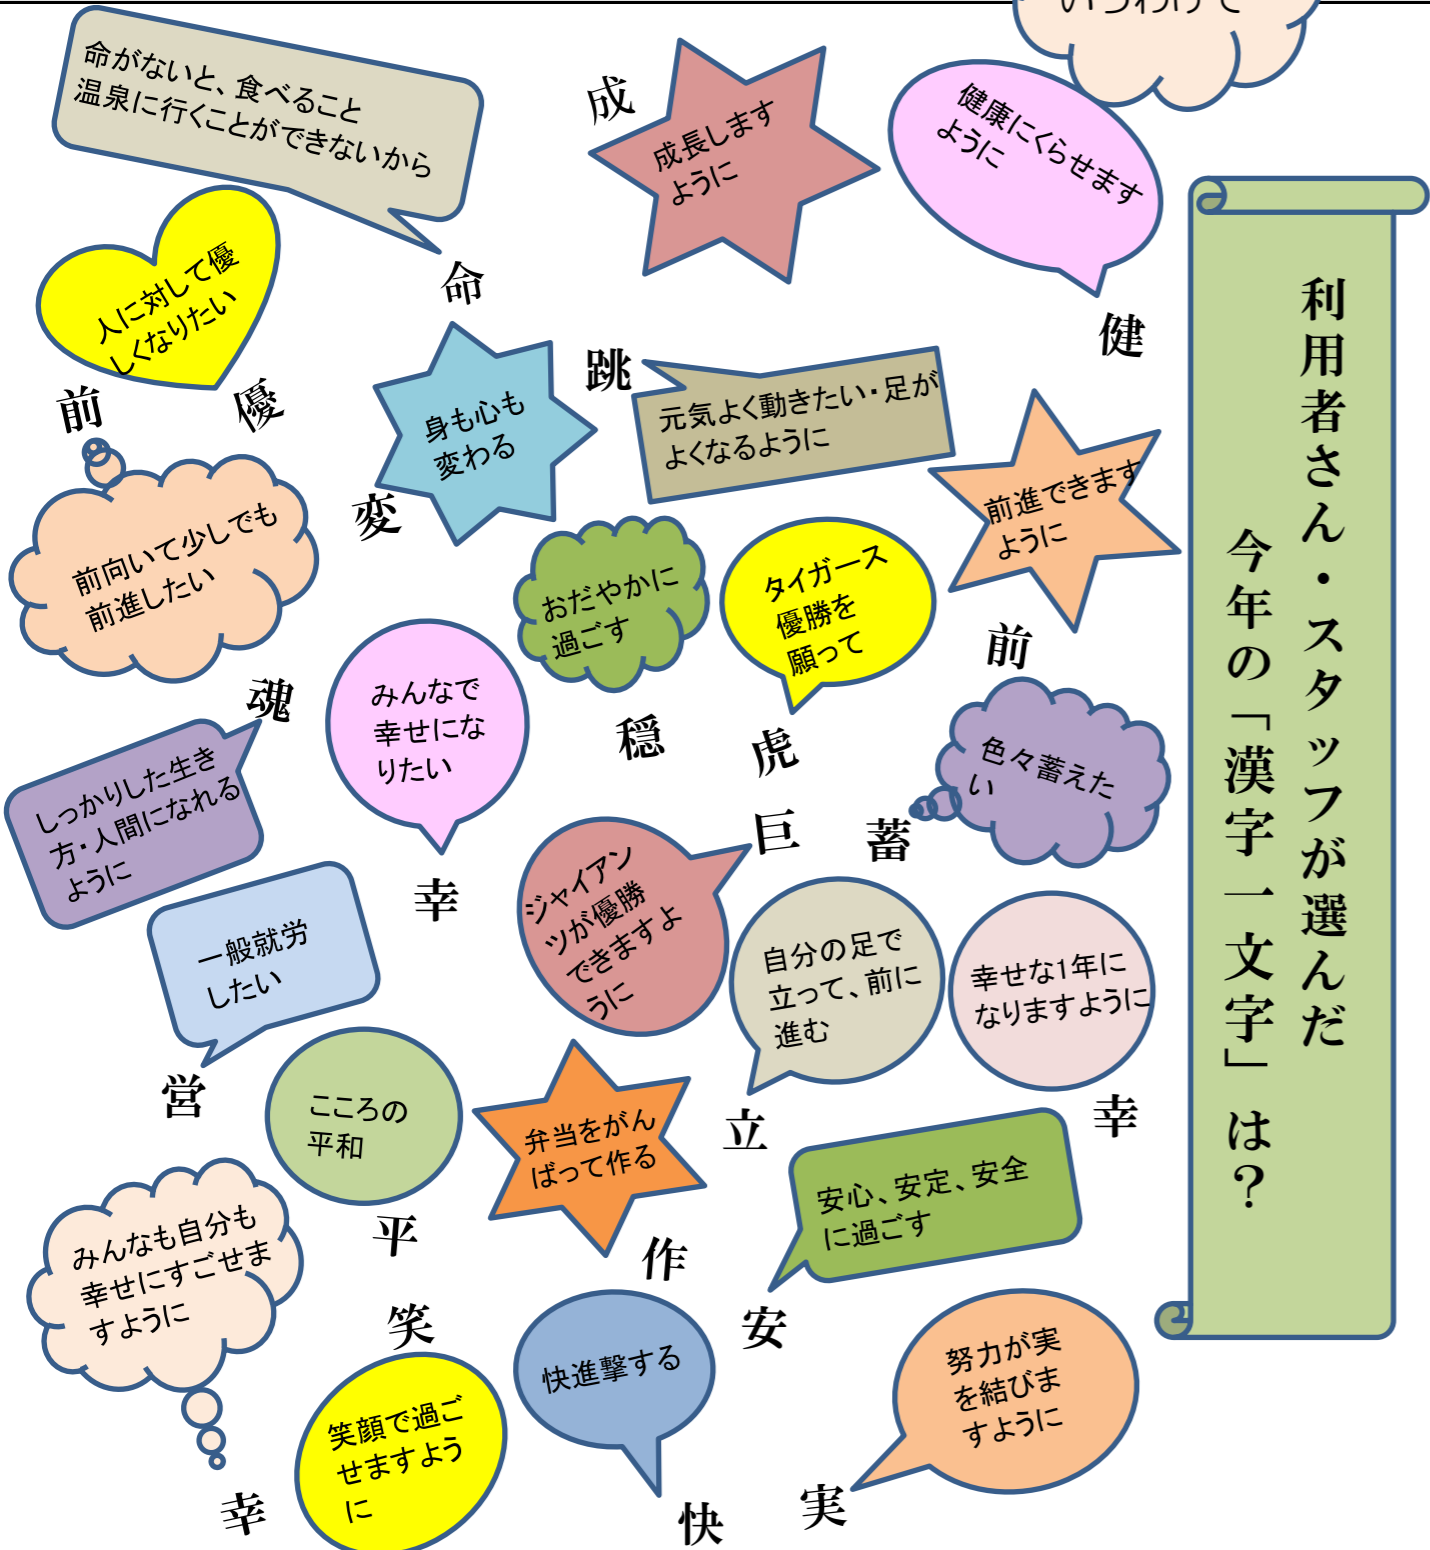 利用者さん・スタッフが選んだ
今年の「漢字一文字」は？
命がないと、食べること
温泉に行くことができないから
命
成
成長します
ように
健康にくらせます
ように
健
人に対して優
しくなりたい
優
前
前向いて少しでも
前進したい
身も心も
変わる
変
跳
元気よく動きたい・足が
よくなるように
前進できます
ように
前
おだやかに
過ごす
穏
タイガース
優勝を
願って
虎
魂
しっかりした生き
方・人間になれる
ように
みんなで
幸せにな
りたい
幸
巨
ジャイアン
ツが優勝
できますよ
うに
蓄
色々蓄えた
い
一般就労
したい
営
自分の足で
立って、前に
進む
立
幸せな1年に
なりますように
幸
こころの
平和
平
弁当をがん
ばって作る
作
安心、安定、安全
に過ごす
安
みんなも自分も
幸せにすごせま
すように
幸
笑
笑顔で過ご
せますよう
に
快進撃する
快
努力が実
を結びま
すように
実